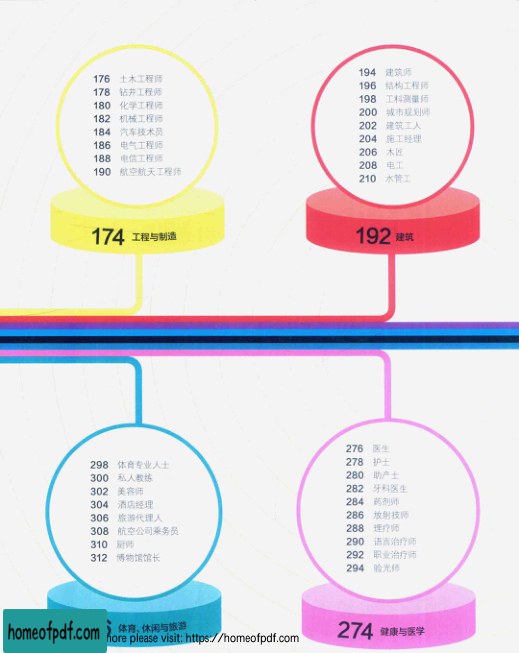 176 土木工程师
178 钻井工程师
180 化学工程师
182 机械工程师
184 汽车技术员
186 电气工程师
188 电信工程师
190 航空航天工程师
174 工程与制造
194 建筑师
196 结构工程师
198 工料测量师
200 城市规划师
202 建筑工人
204 施工经理
206 木匠
208 电工
210 水管工
192 建筑
298 体育专业人士
300 私人教练
302 美容师
304 酒店经理
306 旅游代理人
308 航空公司乘务员
310 厨师
312 博物馆馆长
6 体育、休闲与旅游
276 医生
278 护士
280 助产士
282 牙科医生
284 药剂师
286 放射技师
288 理疗师
290 语言治疗师
292 职业治疗师
294 验光师
274 健康与医学
homeofpdf.com
more please visit: https://homeofpdf.com